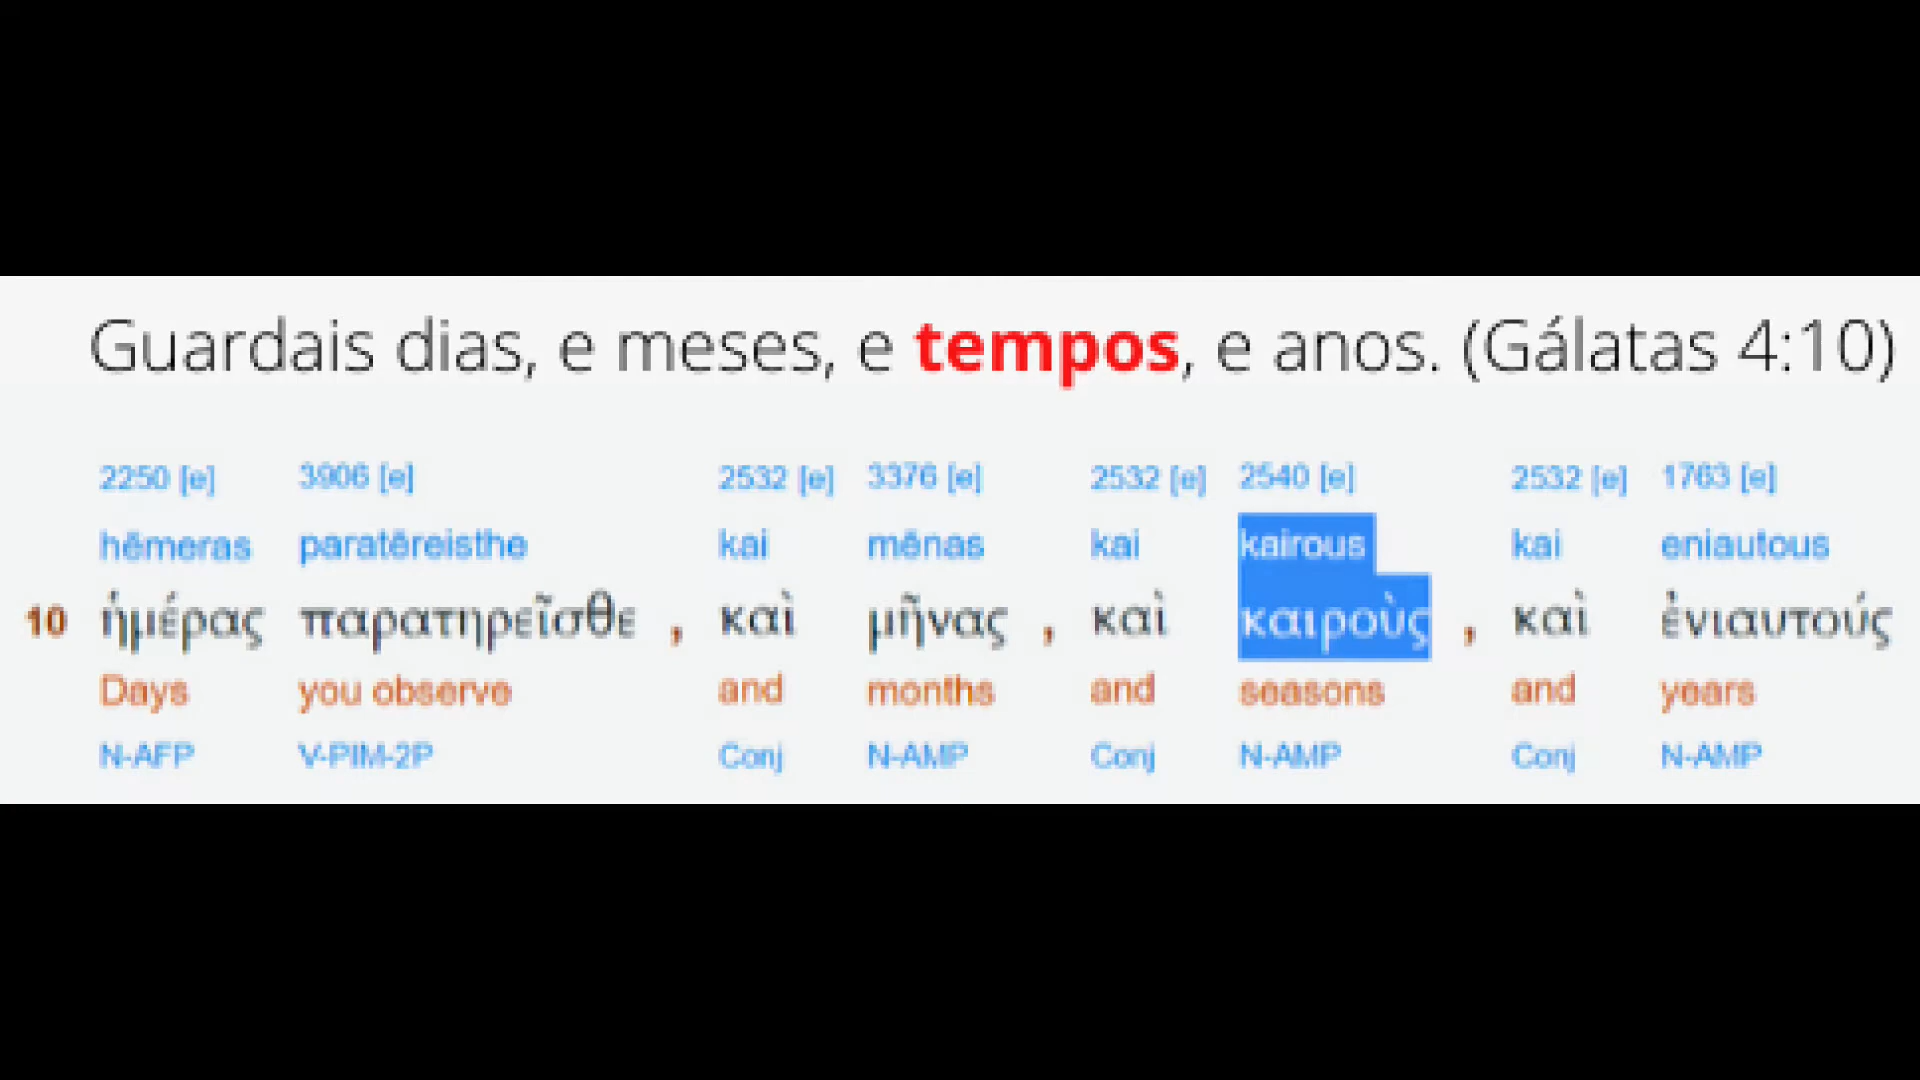 Guardais dias, e meses, e tempos, e anos. (Gálatas 4:10)
2250 [e] 3906 [e] 2532 [e] 3376 [e] 2532 [e] 2540 [e] 2532 [e] 1763 [e]
hēmeras paratēreisthe kai mēnas kai kairous kai eniautous
10 ἡμέρας παρατηρεῖσθε , καὶ μῆνας , καὶ καιροὺς , καὶ ἐνιαυτούς
Days you observe and months and seasons and years
N-AFP V-PIM-2P Conj N-AMP Conj N-AMP Conj N-AMP